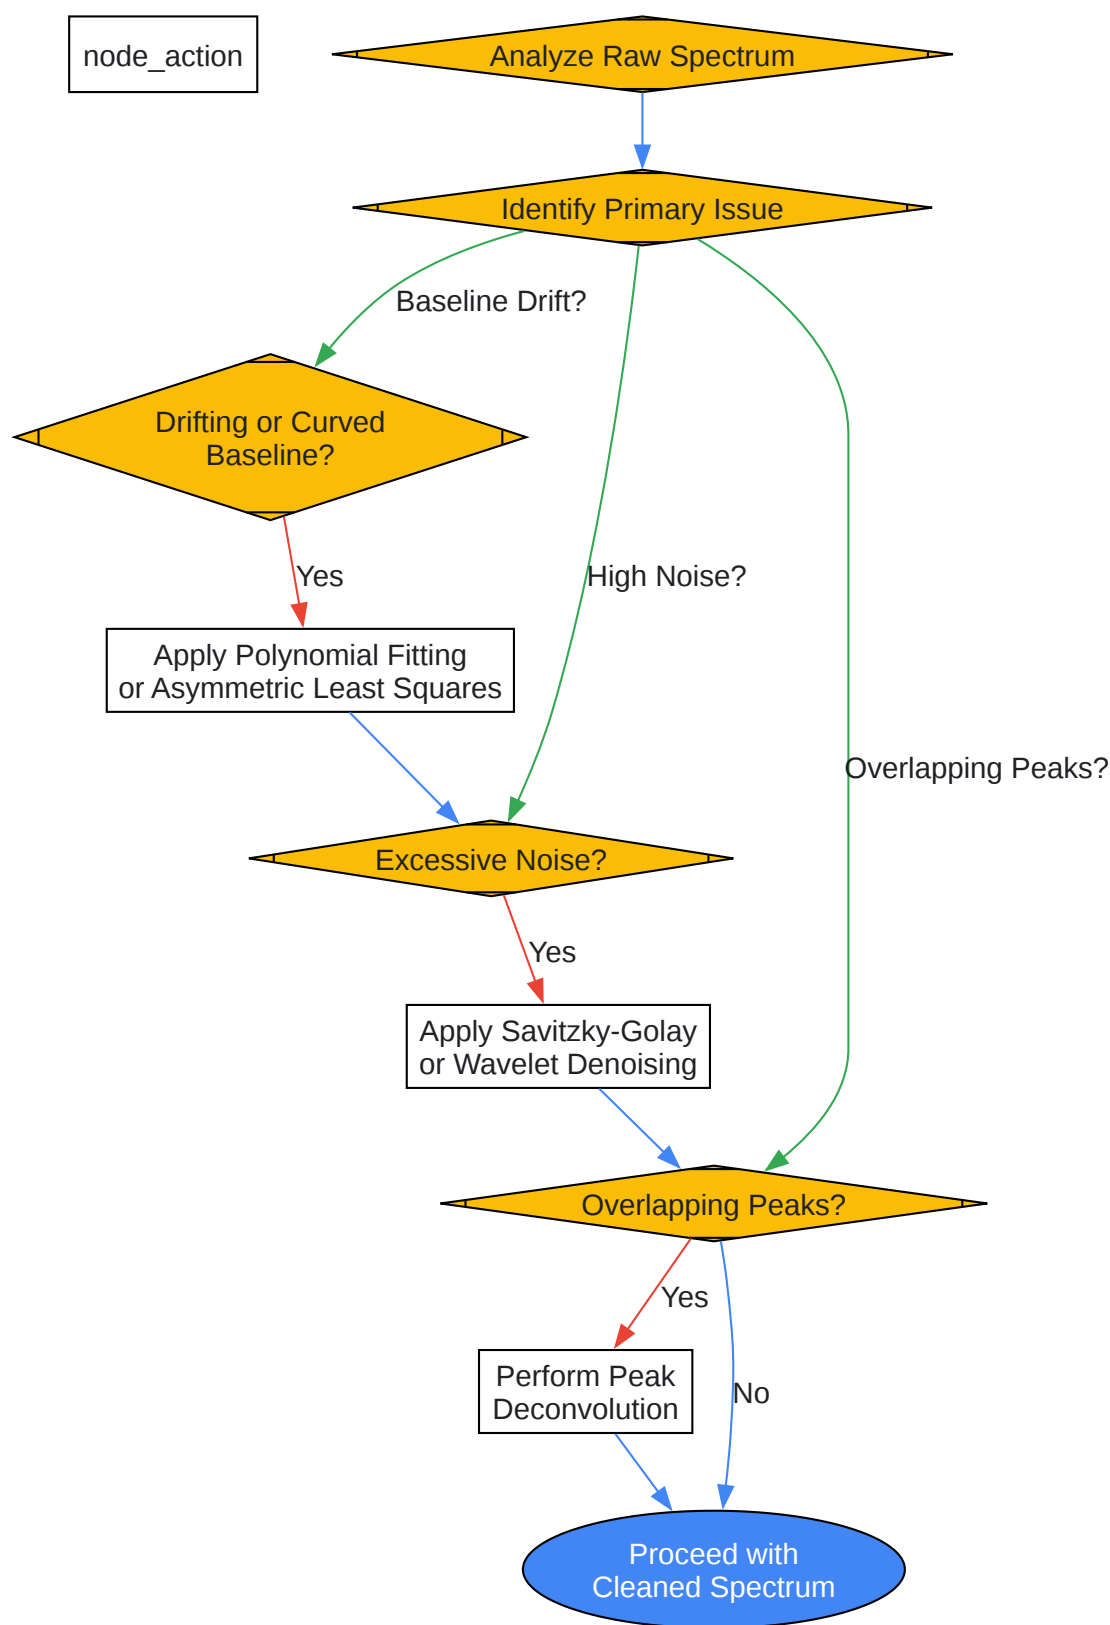 node_action
Analyze Raw Spectrum
Identify Primary Issue
Baseline Drift?
Drifting or Curved
Baseline?
Yes
High Noise?
Apply Polynomial Fitting
or Asymmetric Least Squares
Overlapping Peaks?
Excessive Noise?
Yes
Apply Savitzky-Golay
or Wavelet Denoising
Overlapping Peaks?
Yes
Perform Peak
Deconvolution
No
Proceed with
Cleaned Spectrum